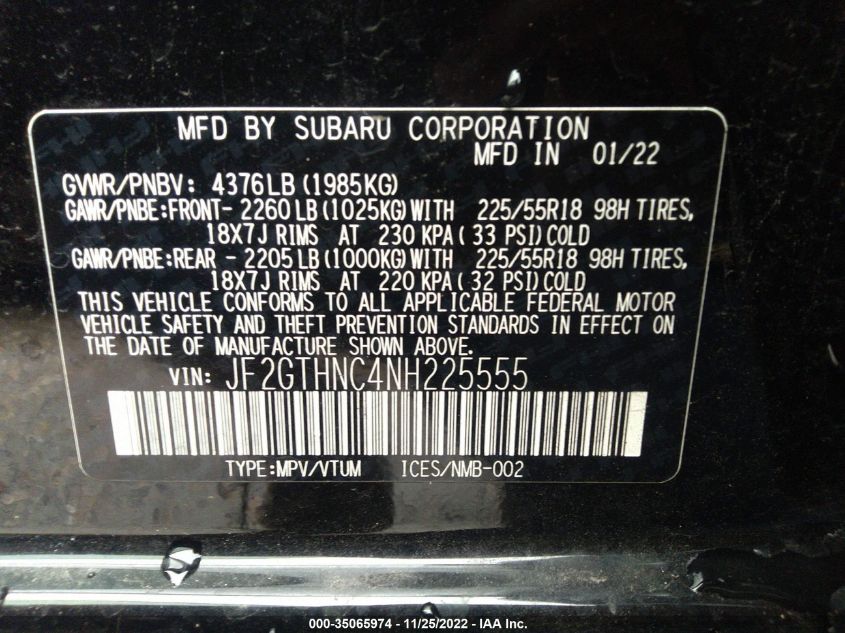 MFD BY SUBARU CORPORATION
MFD IN 01/22
GVWR/PNBV: 4376LB (1985KG)
GAWR/PNBE:FRONT- 2260 LB (1025KG) WITH 225/55R18 98H TIRES,
18X7J RIMS AT 230 KPA ( 33 PSI) COLD
GAWR/PNBE:REAR - 2205 LB (1000KG) WITH 225/55R18 98H TIRES,
18X7J RIMS AT 220 KPA ( 32 PSI) COLD
THIS VEHICLE CONFORMS TO ALL APPLICABLE FEDERAL MOTOR
VEHICLE SAFETY AND THEFT PREVENTION STANDARDS IN EFFECT ON
THE DATE OF MANUFACTURE SHOWN ABOVE.
VIN: JF2GTHNC4NH225555
TYPE:MPV/VTUM ICES/NMB-002
000-35065974 - 11/25/2022 - IAA Inc.